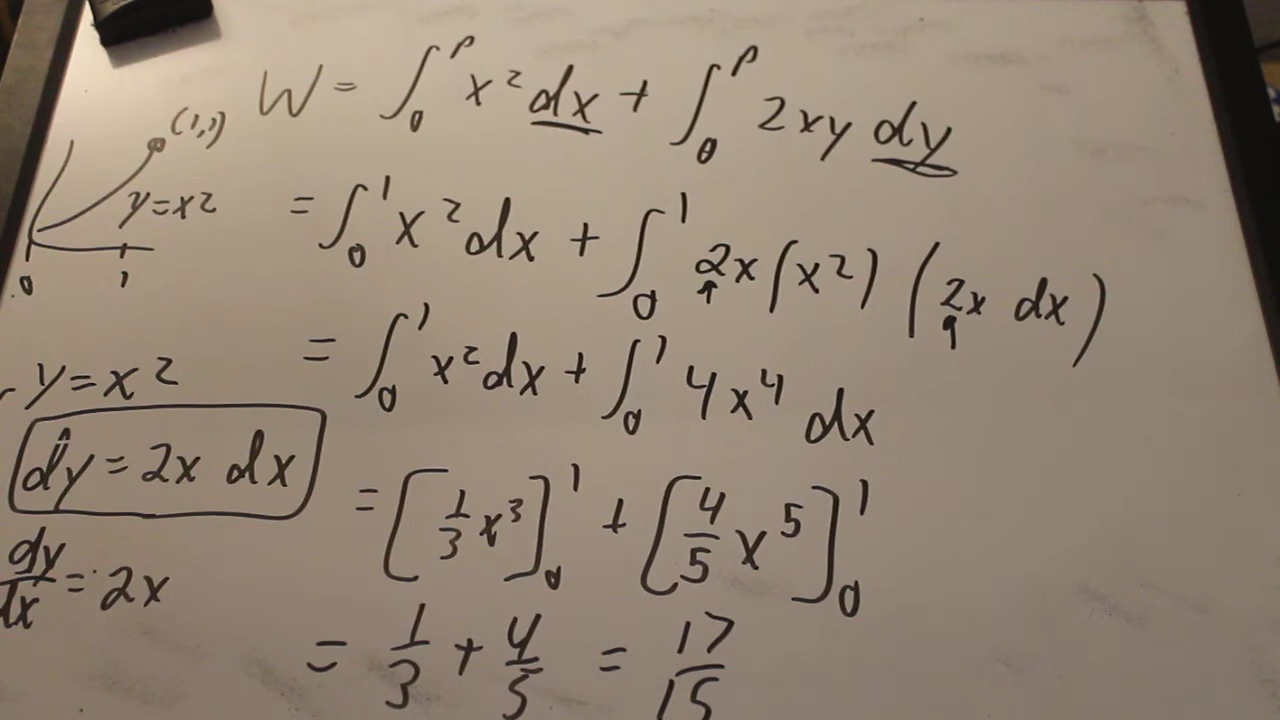 W = ∫₀ᴾ x² dx + ∫₀ᴾ 2xy dy
(1,1)
y=x²
0 1
= ∫₀¹ x² dx + ∫₀¹ 2x (x²) (2x dx)
= ∫₀¹ x² dx + ∫₀¹ 4x⁴ dx
y = x²
dy = 2x dx
dy/dx = 2x
= [1/3 x³]₀¹ + [4/5 x⁵]₀¹
= 1/3 + 4/5 = 17/15